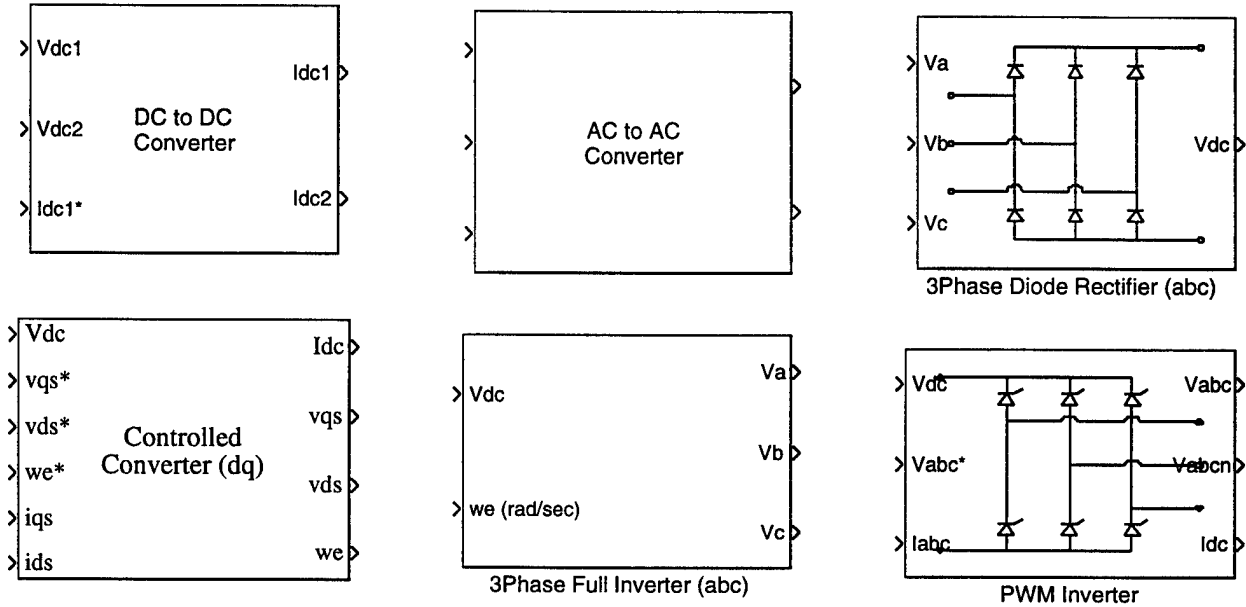 Vdc1
Vdc2
Idc1*
DC to DC
Converter
Idc1
Idc2
AC to AC
Converter
Va
Vb
Vc
Vdc
3Phase Diode Rectifier (abc)
Vdc
vqs*
vds*
we*
iqs
ids
Controlled
Converter (dq)
Idc
vqs
vds
we
Vdc
we (rad/sec)
Va
Vb
Vc
3Phase Full Inverter (abc)
Vdc
Vabc*
Iabc
Vabc
Vabcn
Idc
PWM Inverter